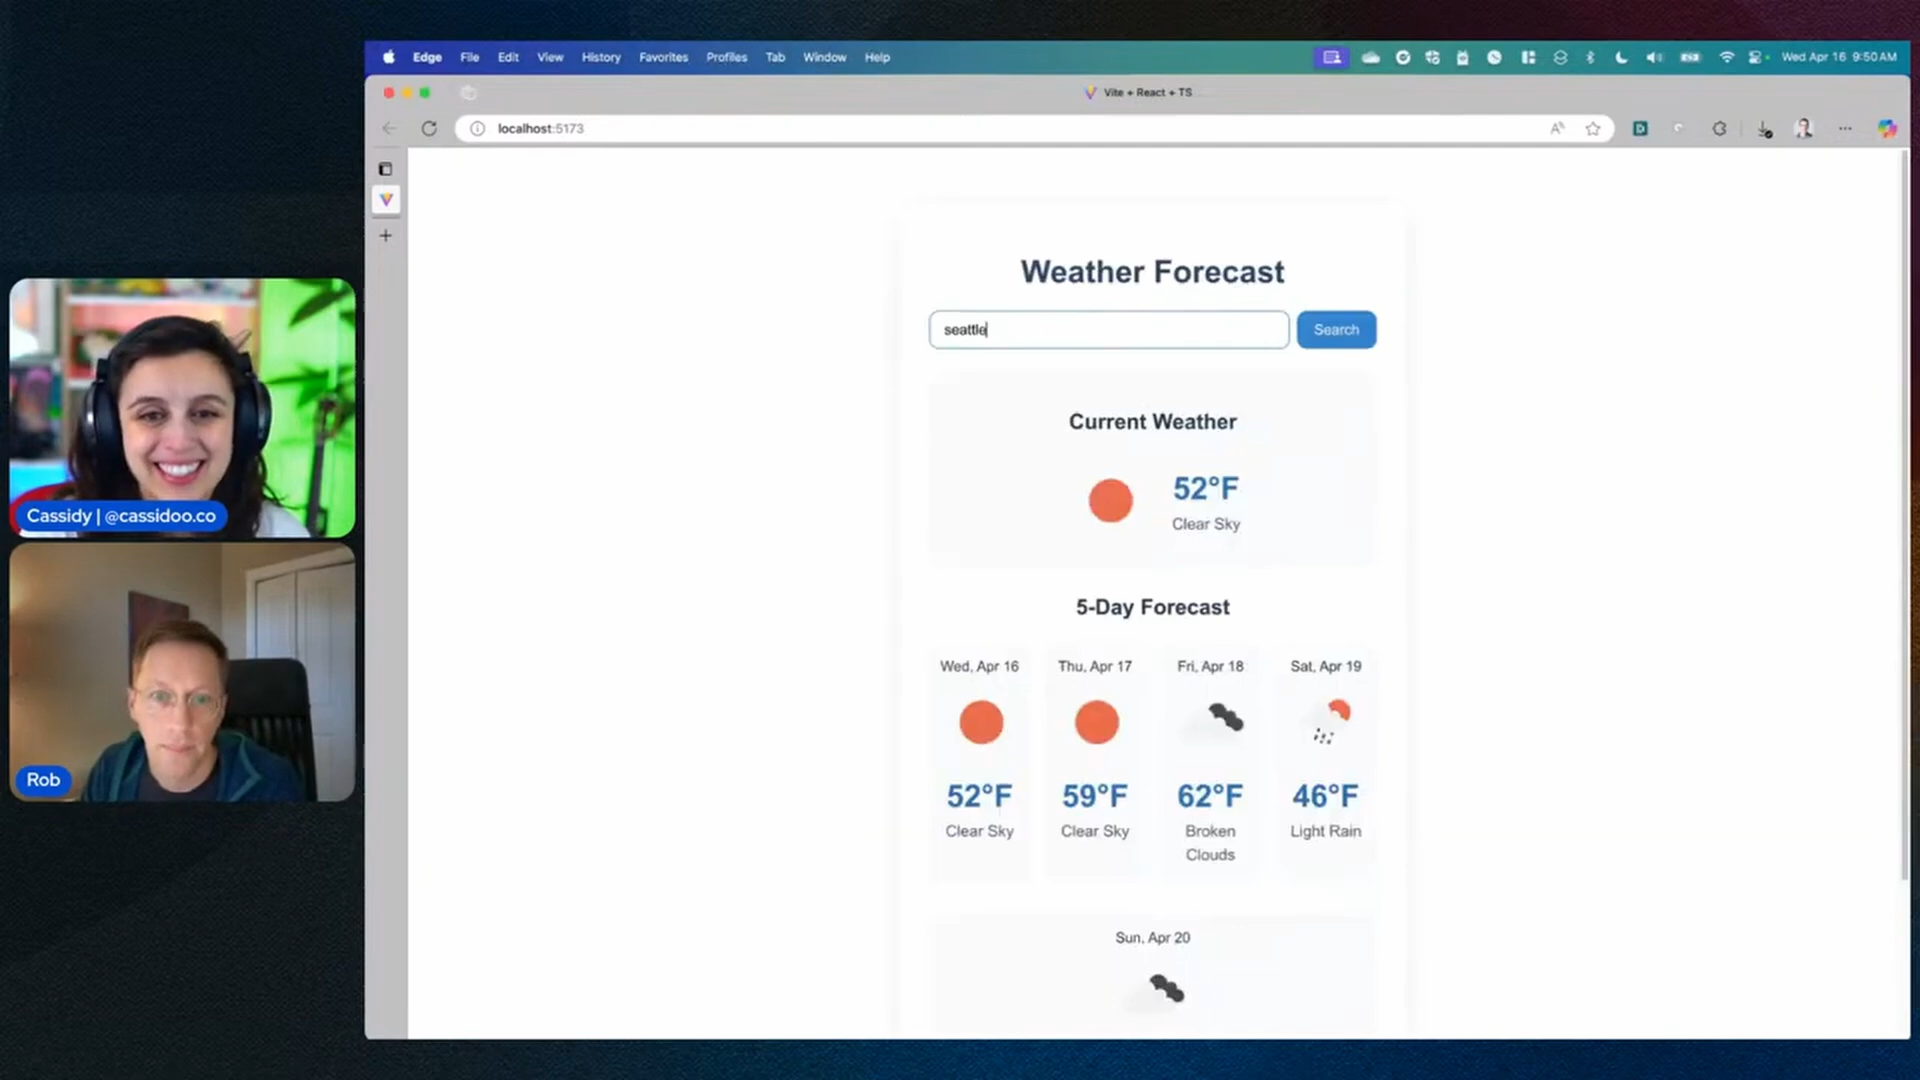 Edge File Edit View History Favorites Profiles Tab Window Help
Wed Apr 16 9:50 AM
Vite + React + TS
localhost:5173
Weather Forecast
seattle
Search
Current Weather
52°F
Clear Sky
5-Day Forecast
Wed, Apr 16
Thu, Apr 17
Fri, Apr 18
Sat, Apr 19
52°F
59°F
62°F
46°F
Clear Sky
Clear Sky
Broken
Clouds
Light Rain
Sun, Apr 20
Cassidy | @cassidoo.co
Rob